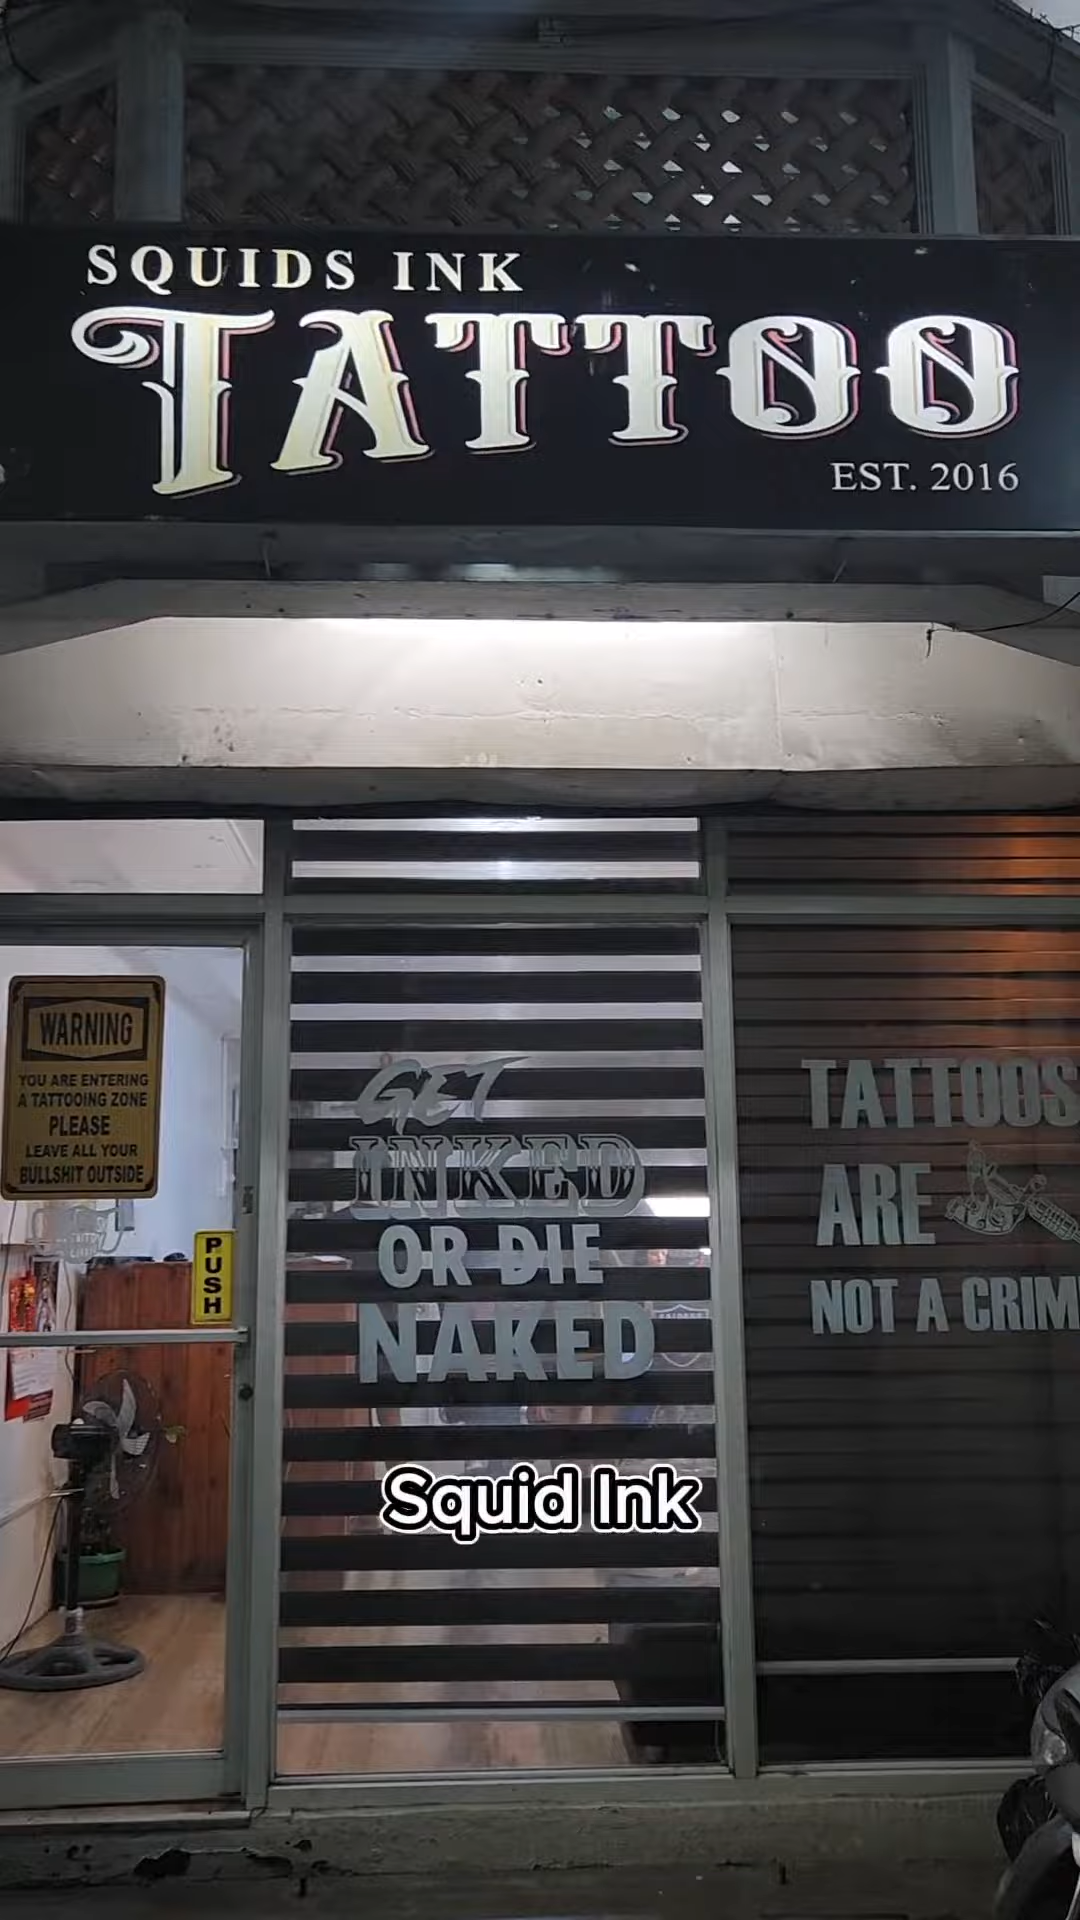 SQUIDS INK
TATTOO
EST. 2016
WARNING
YOU ARE ENTERING
A TATTOOING ZONE
PLEASE
LEAVE ALL YOUR
BULLSHIT OUTSIDE
PUSH
GET
INKED
OR DIE
NAKED
TATTOOS
ARE
NOT A CRIM
Squid Ink